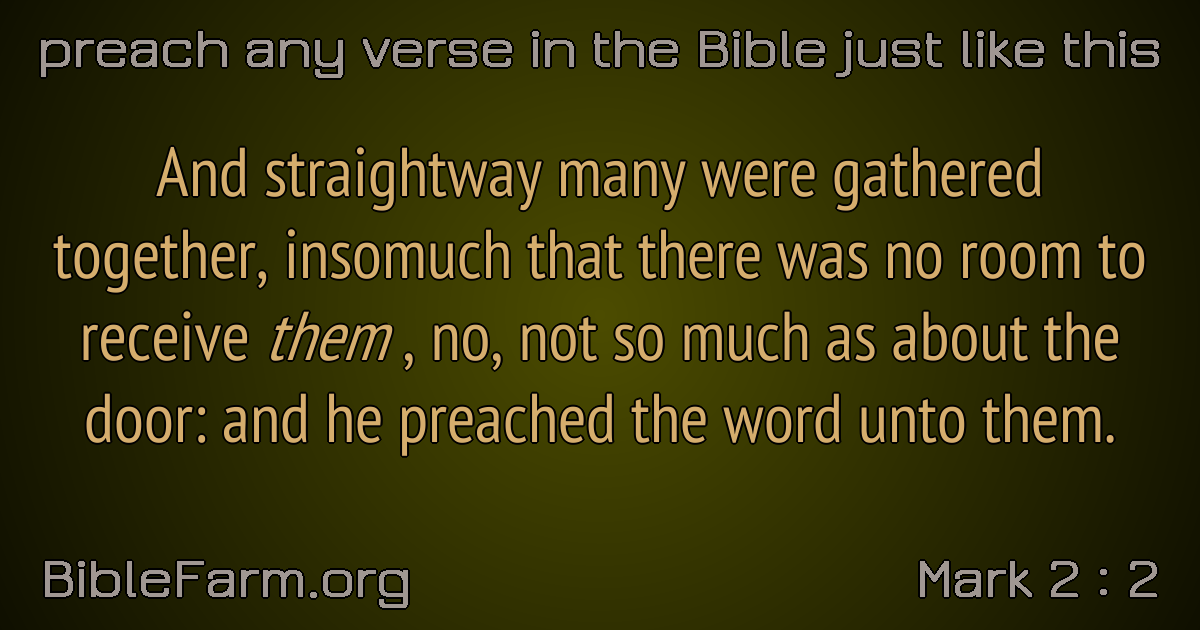 preach any verse in the Bible just like this
And straightway many were gathered
together, insomuch that there was no room to
receive them , no, not so much as about the
door: and he preached the word unto them.
BibleFarm.org
Mark 2 : 2